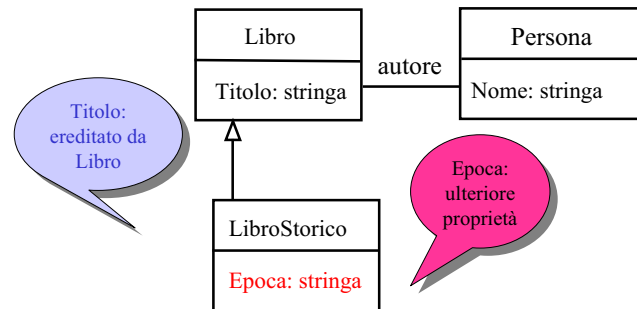 Libro
Titolo: stringa
autore
Persona
Nome: stringa
Titolo:
ereditato da
Libro
Epoca:
ulteriore
proprietà
LibroStorico
Epoca: stringa